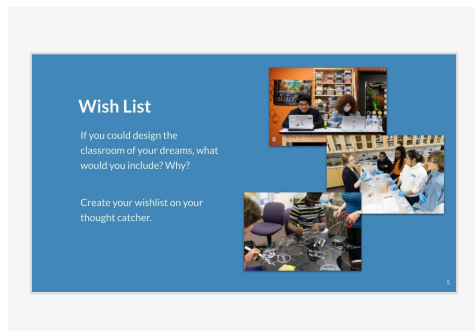 Wish List
If you could design the
classroom of your dreams, what
would you include? Why?
Create your wishlist on your
thought catcher.
5